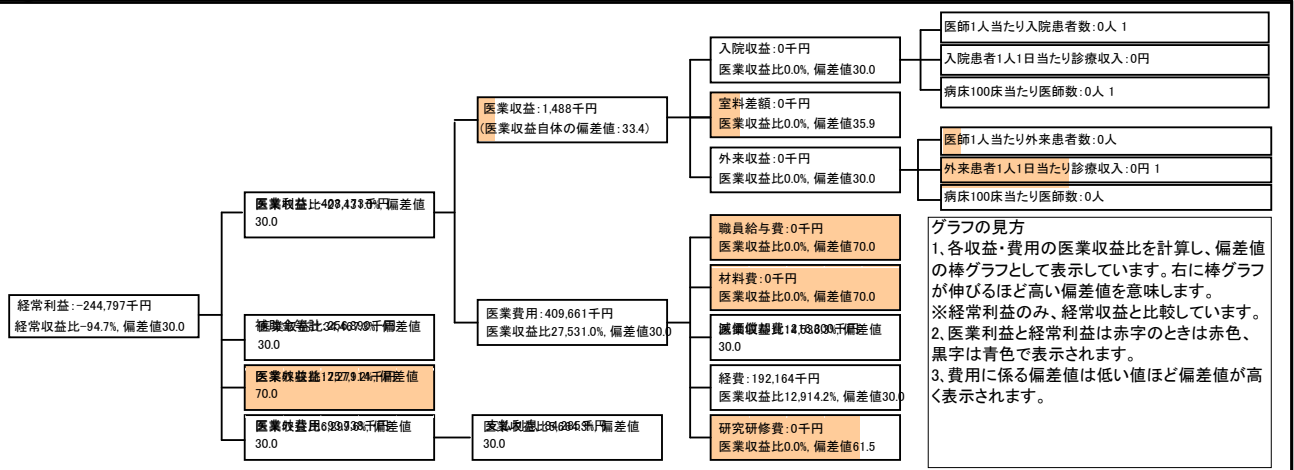 経常利益：-244,797千円
経常収益比-94.7%, 偏差値30.0
30.0
30.0
70.0
30.0
医業収益：1,488千円
(医業収益自体の偏差値：33.4)
医業費用：409,661千円
医業収益比27,531.0%, 偏差値30.0
30.0
入院収益：0千円
医業収益比0.0%, 偏差値30.0
室料差額：0千円
医業収益比0.0%, 偏差値35.9
外来収益：0千円
医業収益比0.0%, 偏差値30.0
職員給与費：0千円
医業収益比0.0%, 偏差値70.0
材料費：0千円
医業収益比0.0%, 偏差値70.0
30.0
経費：192,164千円
医業収益比12,914.2%, 偏差値30.0
研究研修費：0千円
医業収益比0.0%, 偏差値61.5
医師1人当たり入院患者数：0人 1
入院患者1人1日当たり診療収入：0円
病床100床当たり医師数：0人 1
医師1人当たり外来患者数：0人
外来患者1人1日当たり診療収入：0円 1
病床100床当たり医師数：0人
グラフの見方
1、各収益・費用の医業収益比を計算し、偏差値
の棒グラフとして表示しています。右に棒グラフ
が伸びるほど高い偏差値を意味します。
※経常利益のみ、経常収益と比較しています。
2、医業利益と経常利益は赤字のときは赤色、
黒字は青色で表示されます。
3、費用に係る偏差値は低い値ほど偏差値が高
く表示されます。